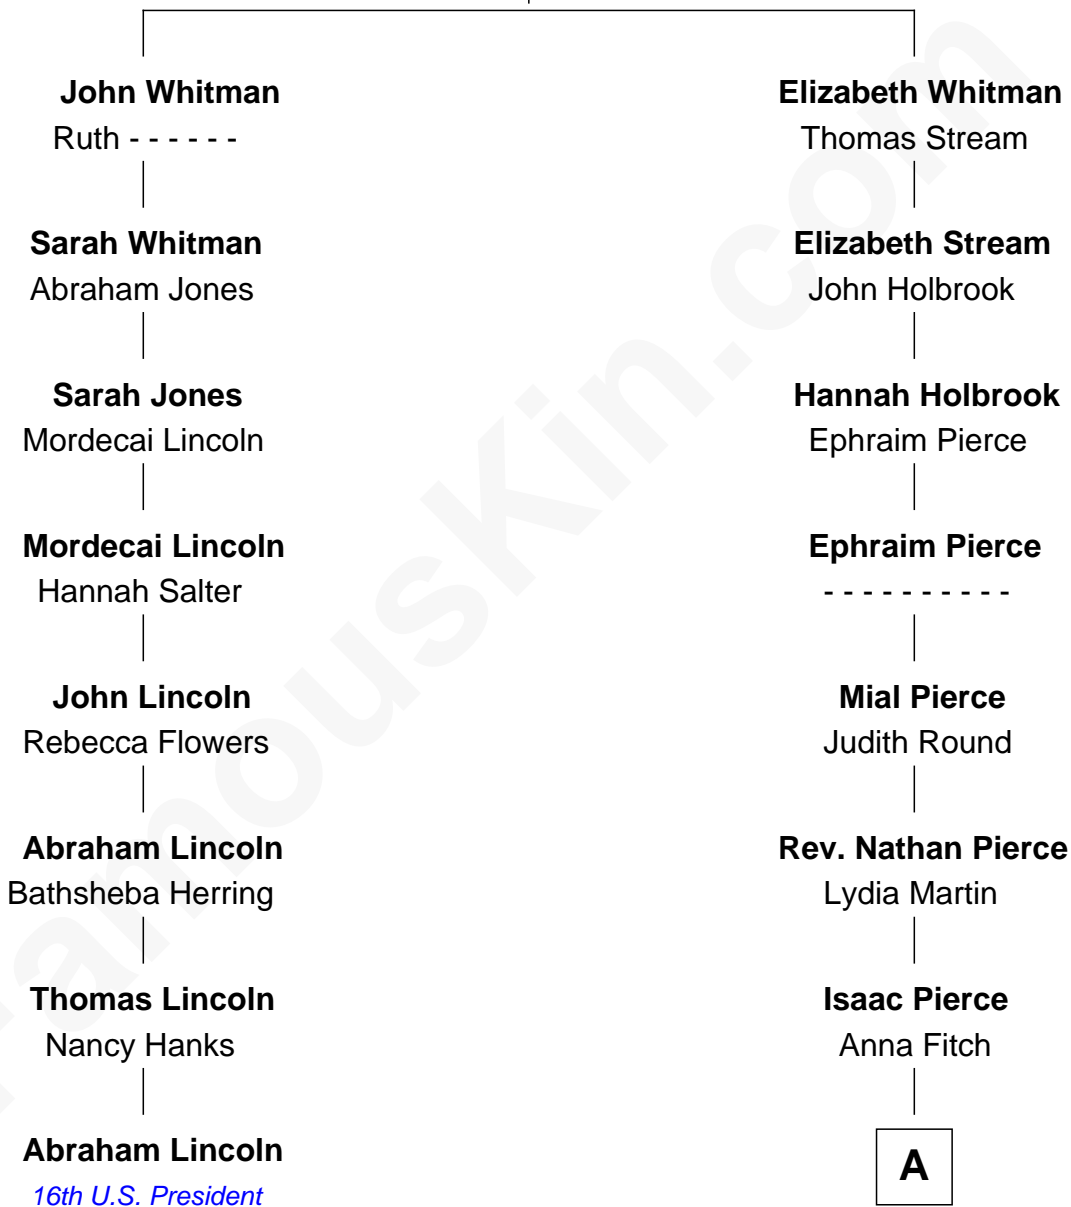 John Whitman
Ruth - - - - - -
Sarah Whitman
Abraham Jones
Sarah Jones
Mordecai Lincoln
Mordecai Lincoln
Hannah Salter
John Lincoln
Rebecca Flowers
Abraham Lincoln
Bathsheba Herring
Thomas Lincoln
Nancy Hanks
Abraham Lincoln
16th U.S. President
Elizabeth Whitman
Thomas Stream
Elizabeth Stream
John Holbrook
Hannah Holbrook
Ephraim Pierce
Ephraim Pierce
- - - - - - - - - -
Mial Pierce
Judith Round
Rev. Nathan Pierce
Lydia Martin
Isaac Pierce
Anna Fitch
A
FamousKin.com